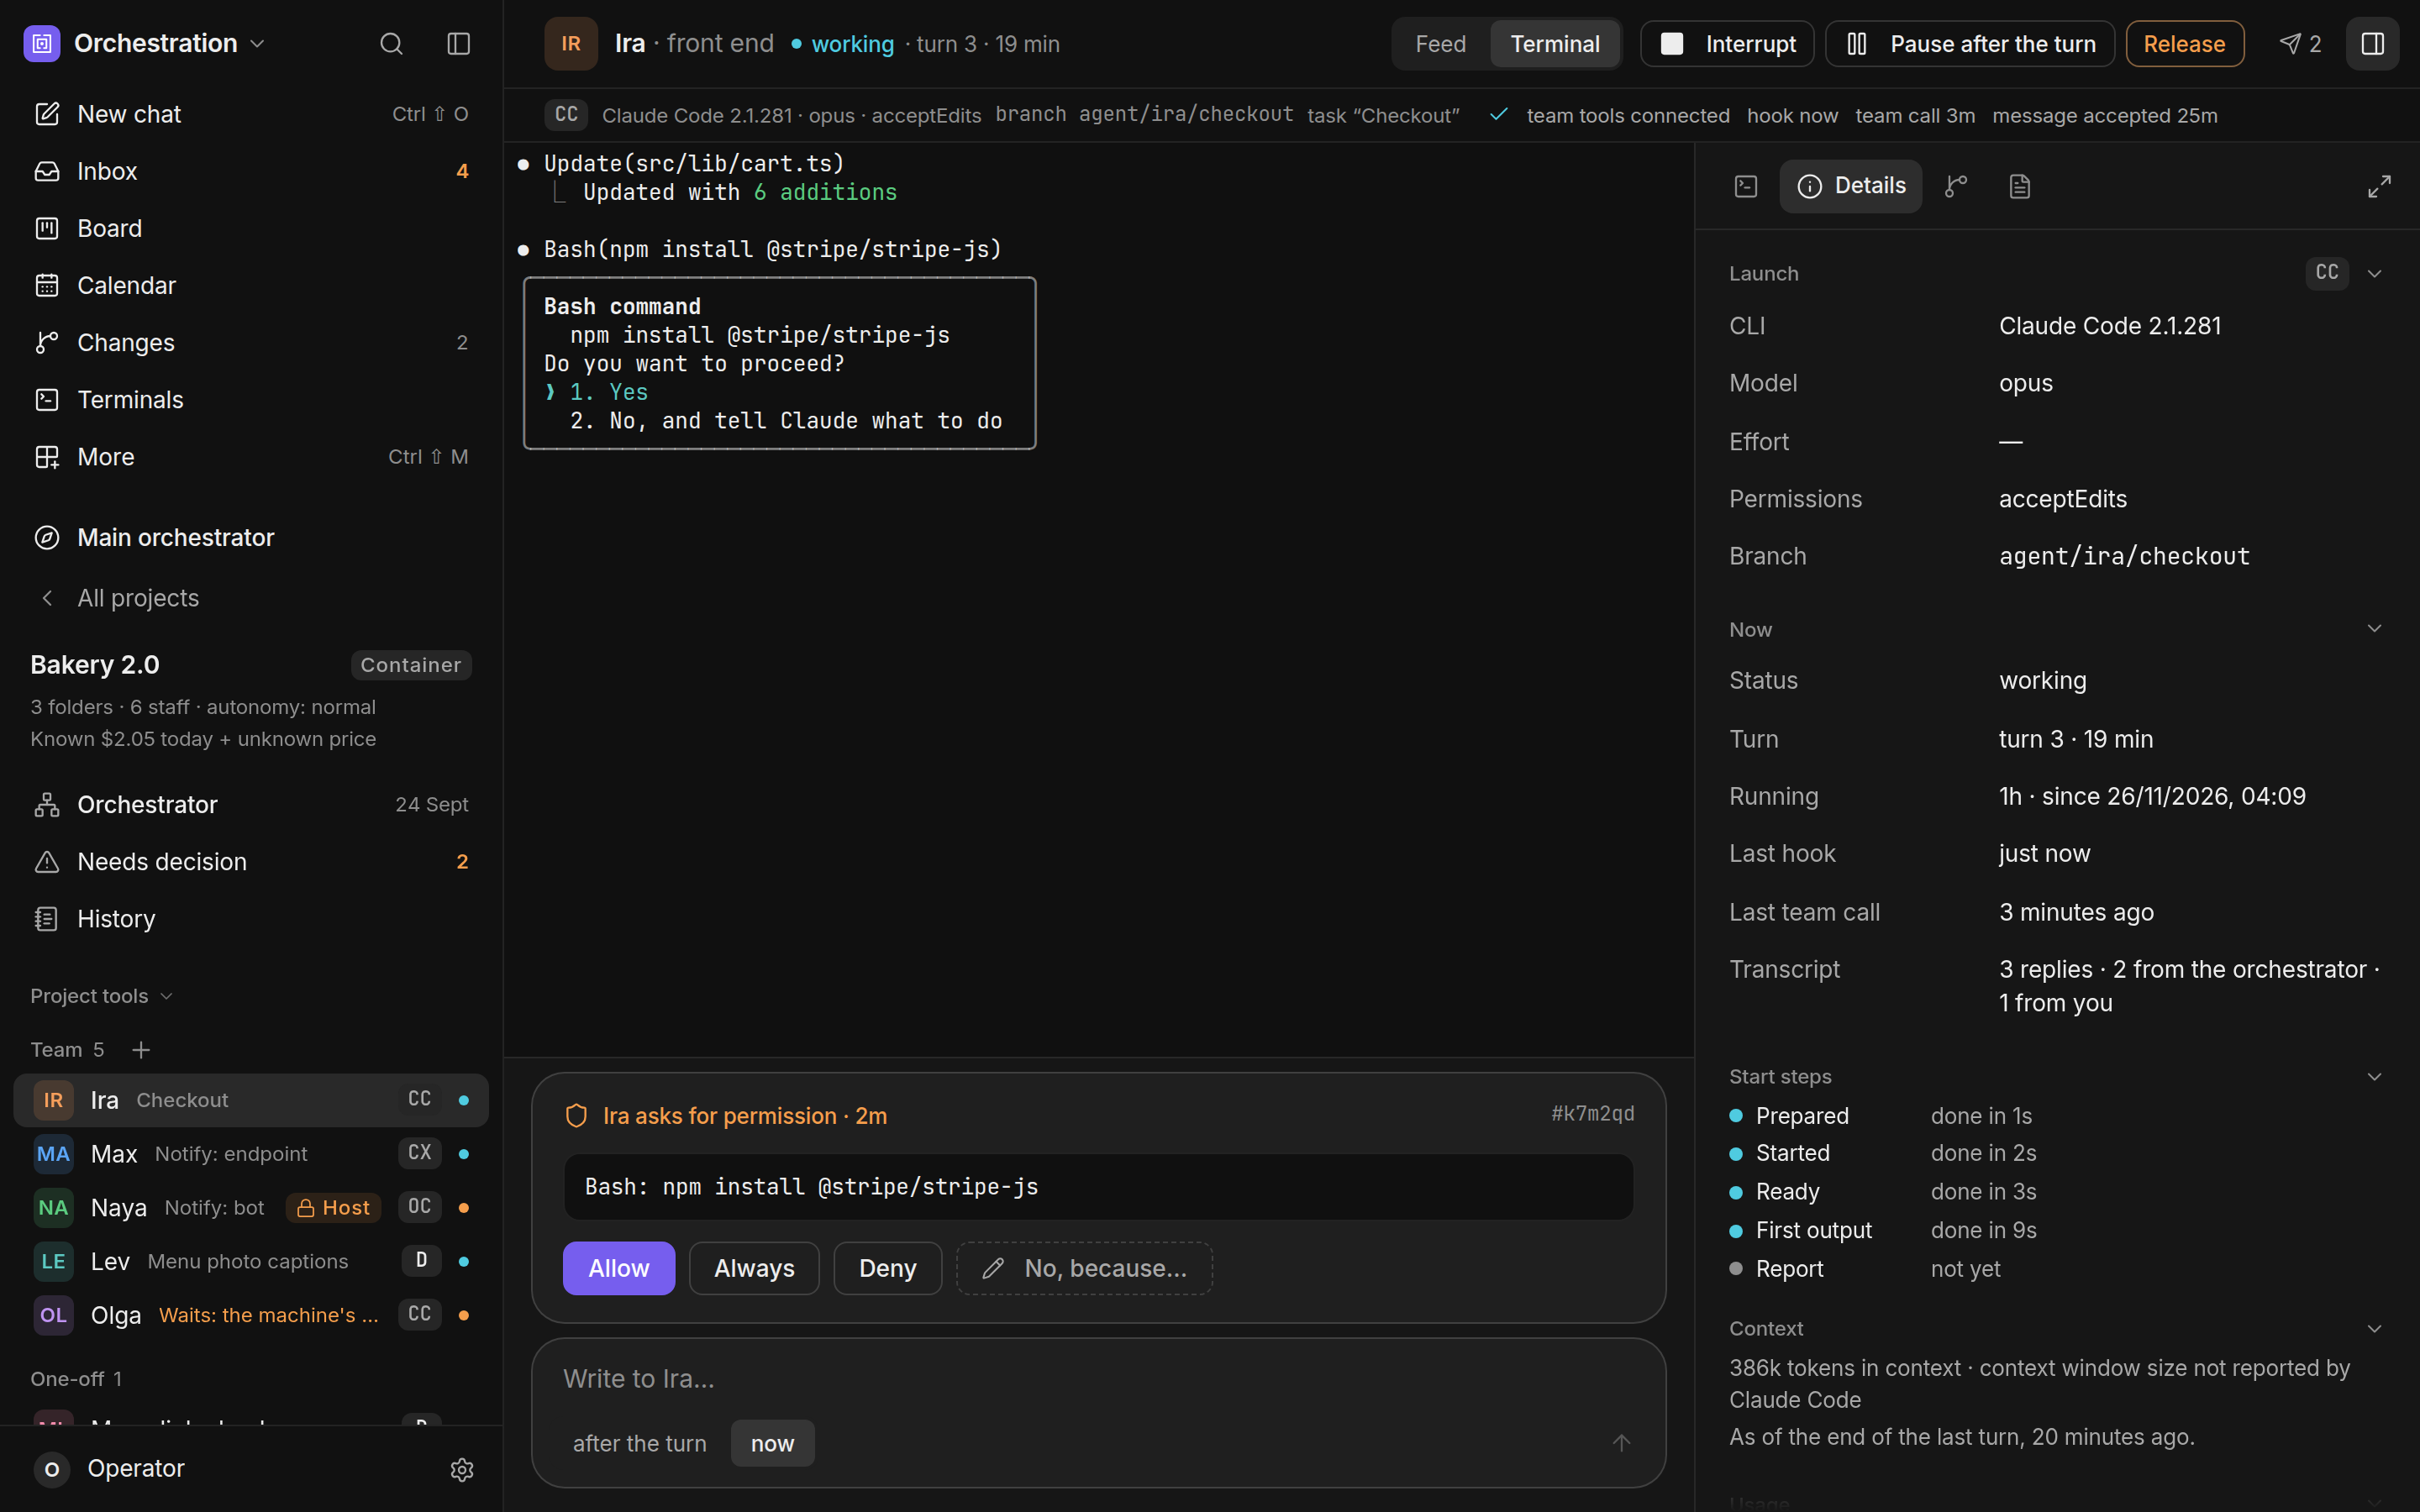 Orchestration
New chat Ctrl ⇧ O
Inbox 4
Board
Calendar
Changes 2
Terminals
More Ctrl ⇧ M
Main orchestrator
All projects
Bakery 2.0 Container
3 folders · 6 staff · autonomy: normal
Known $2.05 today + unknown price
Orchestrator 24 Sept
Needs decision 2
History
Project tools
Team 5
IR Ira Checkout CC
MA Max Notify: endpoint CX
NA Naya Notify: bot Host OC
LE Lev Menu photo captions D
OL Olga Waits: the machine's ... CC
One-off 1
O Operator
IR Ira · front end working · turn 3 · 19 min
Feed Terminal Interrupt Pause after the turn Release 2
CC Claude Code 2.1.281 · opus · acceptEdits branch agent/ira/checkout task “Checkout” team tools connected hook now team call 3m message accepted 25m
● Update(src/lib/cart.ts)
⎿ Updated with 6 additions
● Bash(npm install @stripe/stripe-js)
Bash command
npm install @stripe/stripe-js
Do you want to proceed?
❯ 1. Yes
2. No, and tell Claude what to do
Ira asks for permission · 2m #k7m2qd
Bash: npm install @stripe/stripe-js
Allow Always Deny No, because...
Write to Ira...
after the turn now
Details
Launch CC
CLI Claude Code 2.1.281
Model opus
Effort —
Permissions acceptEdits
Branch agent/ira/checkout
Now
Status working
Turn turn 3 · 19 min
Running 1h · since 26/11/2026, 04:09
Last hook just now
Last team call 3 minutes ago
Transcript 3 replies · 2 from the orchestrator ·
1 from you
Start steps
Prepared done in 1s
Started done in 2s
Ready done in 3s
First output done in 9s
Report not yet
Context
386k tokens in context · context window size not reported by
Claude Code
As of the end of the last turn, 20 minutes ago.
Usage